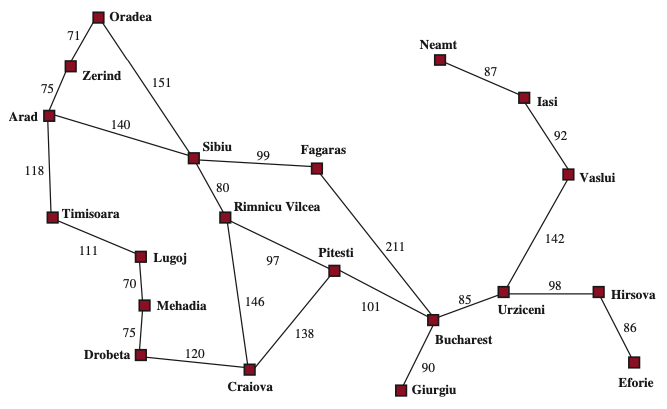 Oradea
71
Neamt
87
Zerind
151
75
Iasi
Arad
140
92
Sibiu
Fagaras
99
118
80
Vaslui
Timisoara
Rimnicu Vilcea
111
Lugoj
97
Pitesti
211
142
70
Mehadia
146
101
85
98
Hirsova
Urziceni
75
138
86
Bucharest
Drobeta
120
90
Craiova
Giurgiu
Eforie